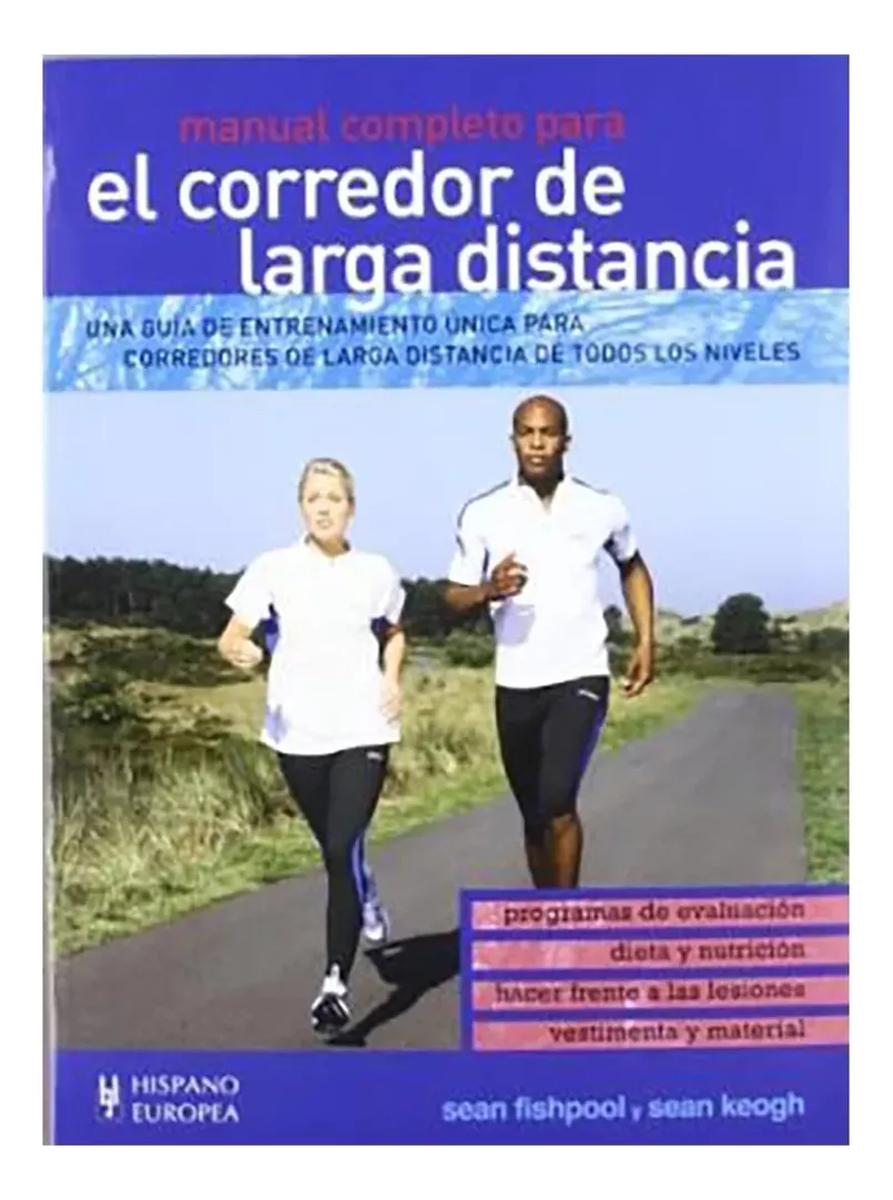 manual completo para
el corredor de
larga distancia
UNA GUÍA DE ENTRENAMIENTO ÚNICA PARA
CORREDORES DE LARGA DISTANCIA DE TODOS LOS NIVELES
programas de evaluación
dieta y nutrición
hacer frente a las lesiones
vestimenta y material
HISPANO
EUROPEA
sean fishpool y sean keogh